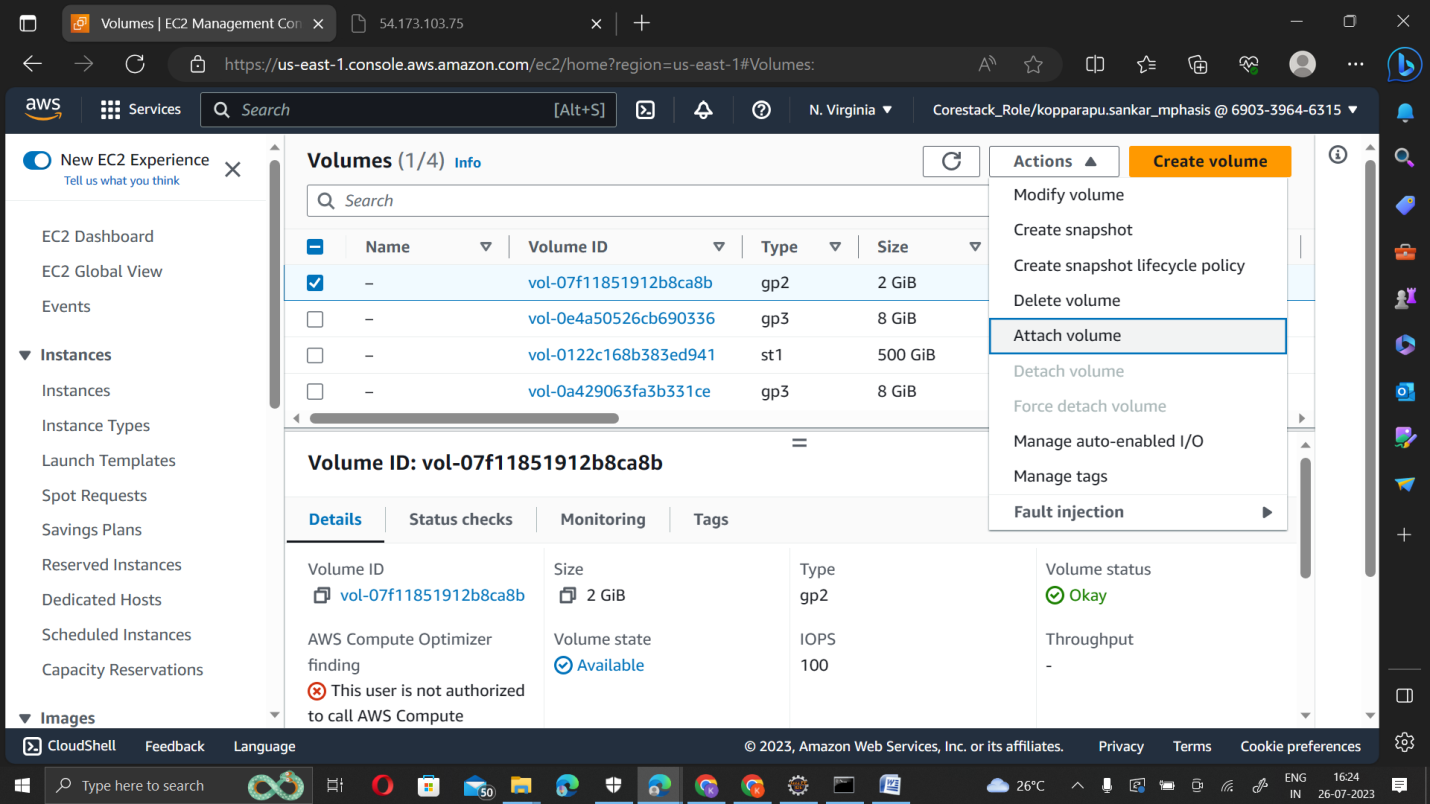 Volumes | EC2 Management Con
54.173.103.75
https://us-east-1.console.aws.amazon.com/ec2/home?region=us-east-1#Volumes:
aws
Services
Search [Alt+S]
N. Virginia
Corestack_Role/kopparapu.sankar_mphasis @ 6903-3964-6315
New EC2 Experience
Tell us what you think
EC2 Dashboard
EC2 Global View
Events
Instances
Instances
Instance Types
Launch Templates
Spot Requests
Savings Plans
Reserved Instances
Dedicated Hosts
Scheduled Instances
Capacity Reservations
Images
Volumes (1/4) Info
Actions
Create volume
Search
Name Volume ID Type Size
– vol-07f11851912b8ca8b gp2 2 GiB
– vol-0e4a50526cb690336 gp3 8 GiB
– vol-0122c168b383ed941 st1 500 GiB
– vol-0a429063fa3b331ce gp3 8 GiB
Modify volume
Create snapshot
Create snapshot lifecycle policy
Delete volume
Attach volume
Detach volume
Force detach volume
Manage auto-enabled I/O
Manage tags
Fault injection
Volume ID: vol-07f11851912b8ca8b
Details Status checks Monitoring Tags
Volume ID
vol-07f11851912b8ca8b
Size
2 GiB
Type
gp2
Volume status
Okay
AWS Compute Optimizer
finding
This user is not authorized
to call AWS Compute
Volume state
Available
IOPS
100
Throughput
-
CloudShell Feedback Language
© 2023, Amazon Web Services, Inc. or its affiliates. Privacy Terms Cookie preferences
Type here to search
50
26°C
ENG
IN
16:24
26-07-2023